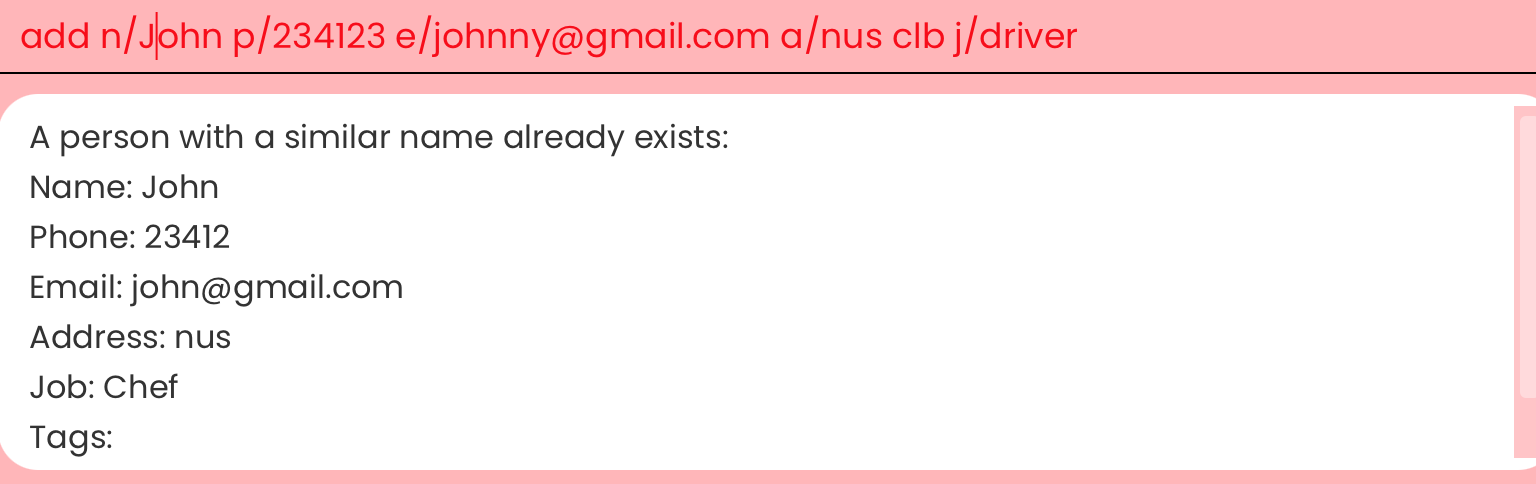 add n/John p/234123 e/johnny@gmail.com a/nus clb j/driver
A person with a similar name already exists:
Name: John
Phone: 23412
Email: john@gmail.com
Address: nus
Job: Chef
Tags: